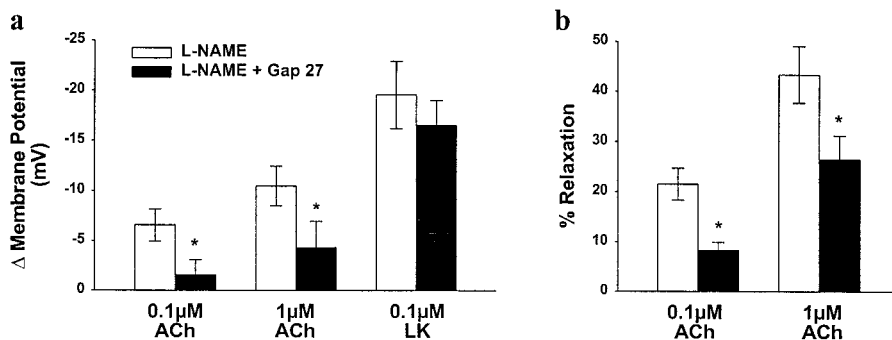 a
b
L-NAME
L-NAME + Gap 27
Δ Membrane Potential
(mV)
-25
-20
-15
-10
-5
0
*
*
0.1µM
ACh
1µM
ACh
0.1µM
LK
% Relaxation
50
40
30
20
10
0
*
*
0.1µM
ACh
1µM
ACh